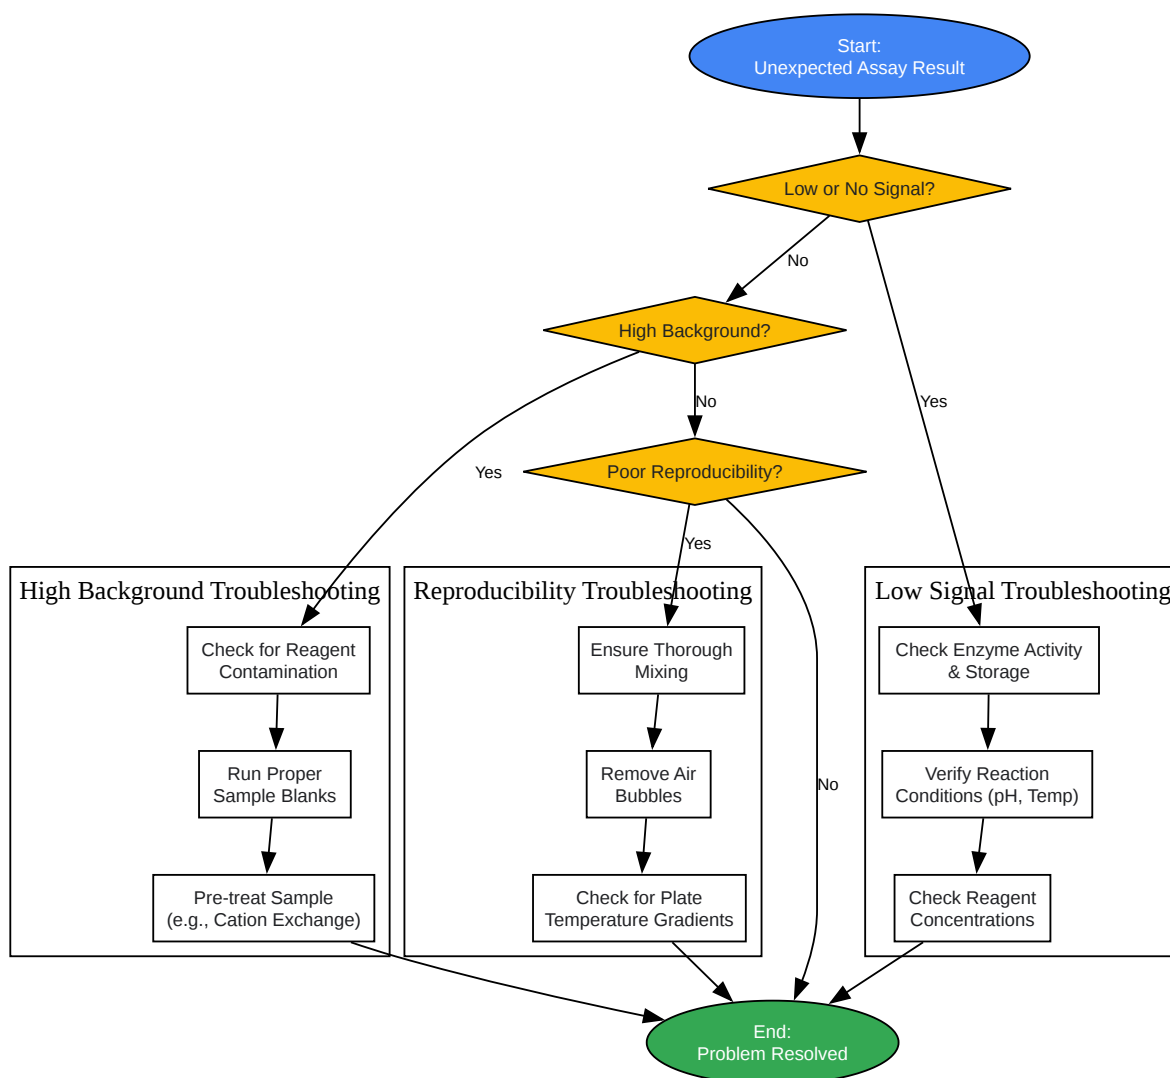 Start:
Unexpected Assay Result
Low or No Signal?
No
High Background?
Yes
No
Yes
Poor Reproducibility?
Yes
No
High Background Troubleshooting
Check for Reagent
Contamination
Run Proper
Sample Blanks
Pre-treat Sample
(e.g., Cation Exchange)
Reproducibility Troubleshooting
Ensure Thorough
Mixing
Remove Air
Bubbles
Check for Plate
Temperature Gradients
Low Signal Troubleshooting
Check Enzyme Activity
& Storage
Verify Reaction
Conditions (pH, Temp)
Check Reagent
Concentrations
End:
Problem Resolved